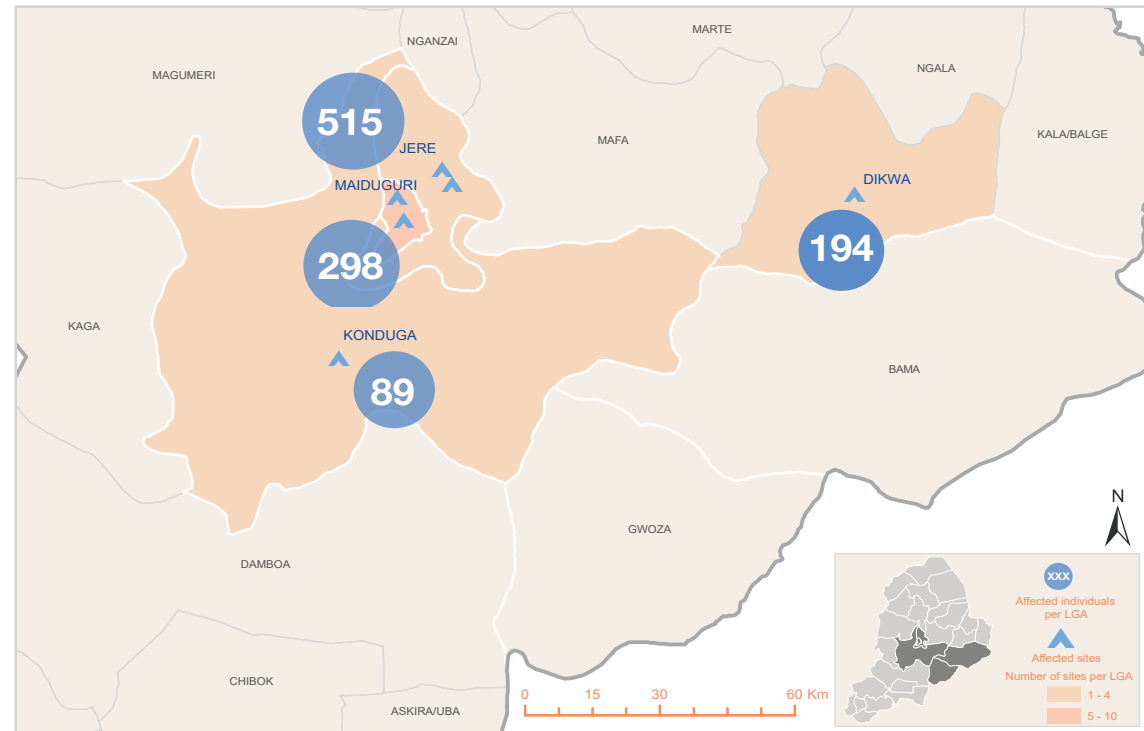 MARTE
NGANZAI
NGALA
MAGUMERI
515
KALA/BALGE
MAFA
JERE
DIKWA
MAIDUGURI
194
298
KAGA
KONDUGA
BAMA
89
N
GWOZA
DAMBOA
XXX
Affected individuals
per LGA
Affected sites
Number of sites per LGA
1 - 4
5 - 10
CHIBOK
0 15 30 60 Km
ASKIRA/UBA